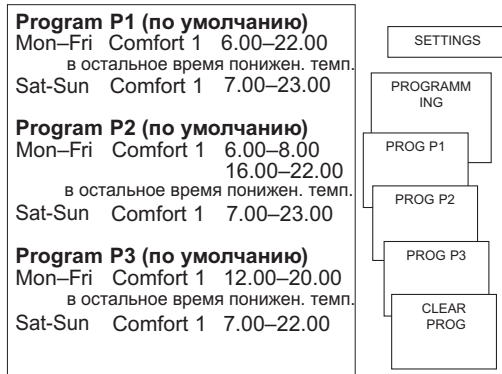 Program P1 (по умолчанию)
Mon–Fri Comfort 1 6.00–22.00
в остальное время понижен. темп.
Sat-Sun Comfort 1 7.00–23.00
Program P2 (по умолчанию)
Mon–Fri Comfort 1 6.00–8.00
16.00–22.00
в остальное время понижен. темп.
Sat-Sun Comfort 1 7.00–23.00
Program P3 (по умолчанию)
Mon–Fri Comfort 1 12.00–20.00
в остальное время понижен. темп.
Sat-Sun Comfort 1 7.00–22.00
SETTINGS
PROGRAMM
ING
PROG P1
PROG P2
PROG P3
CLEAR
PROG